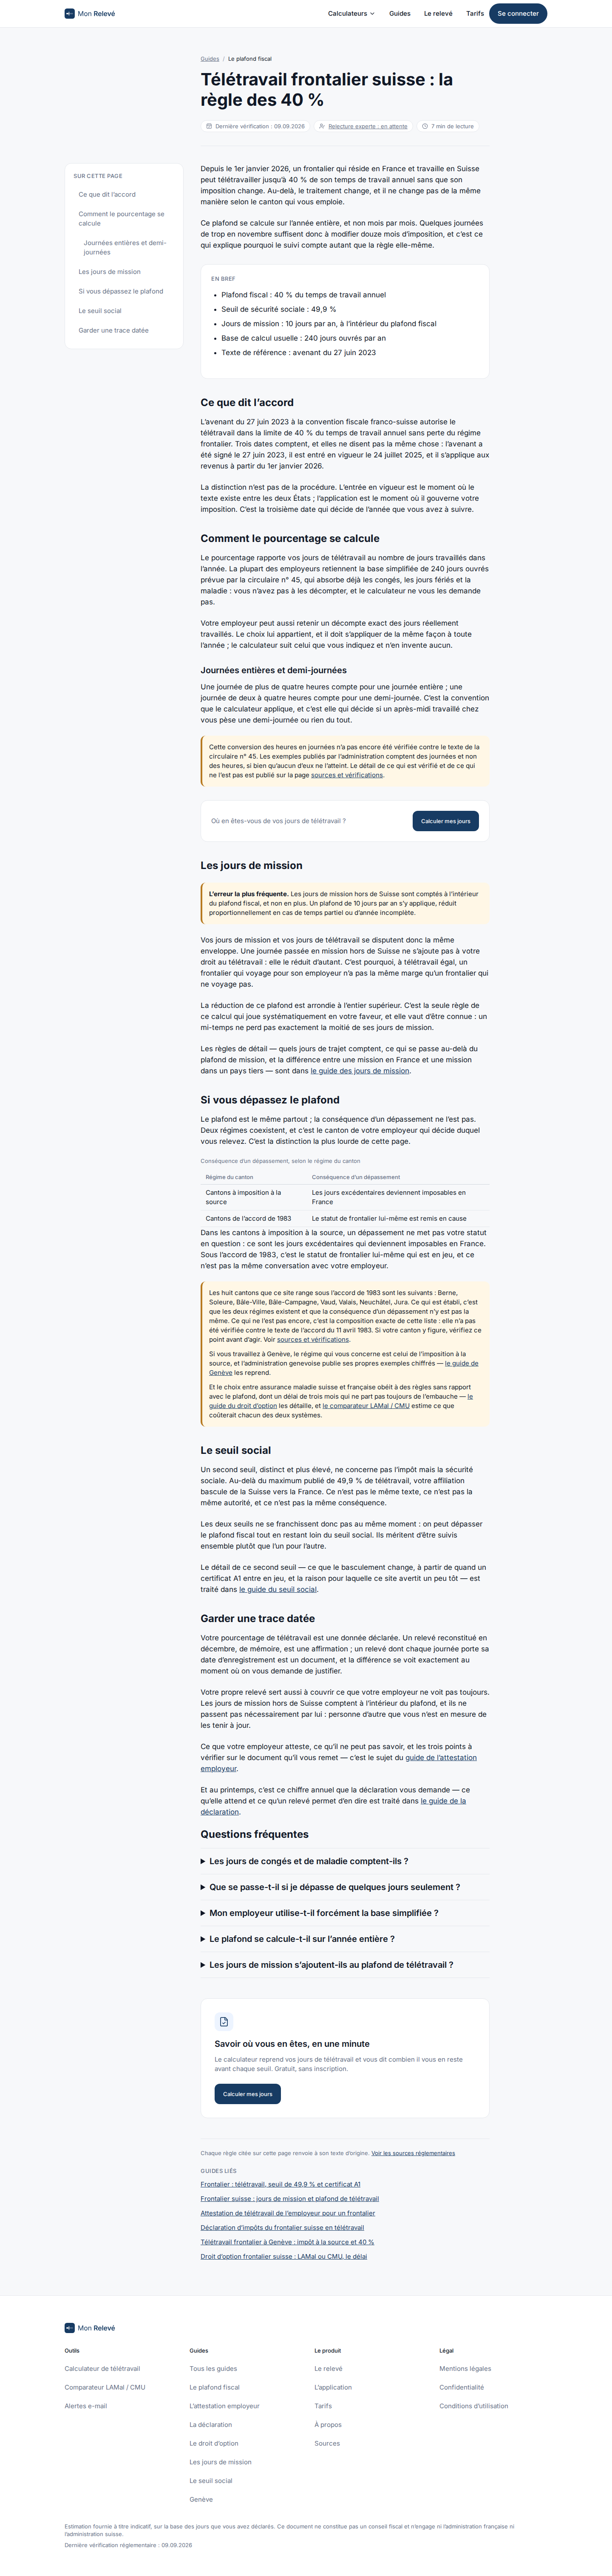 Mon Relevé
Calculateurs
Guides
Le relevé
Tarifs
Se connecter
Guides / Le plafond fiscal
Télétravail frontalier suisse : la
règle des 40 %
Dernière vérification : 09.09.2026
Relecture experte : en attente
7 min de lecture
SUR CETTE PAGE
Ce que dit l’accord
Comment le pourcentage se
calcule
Journées entières et demi-
journées
Les jours de mission
Si vous dépassez le plafond
Le seuil social
Garder une trace datée
Depuis le 1er janvier 2026, un frontalier qui réside en France et travaille en Suisse
peut télétravailler jusqu’à 40 % de son temps de travail annuel sans que son
imposition change. Au-delà, le traitement change, et il ne change pas de la même
manière selon le canton qui vous emploie.
Ce plafond se calcule sur l’année entière, et non mois par mois. Quelques journées
de trop en novembre suffisent donc à modifier douze mois d’imposition, et c’est ce
qui explique pourquoi le suivi compte autant que la règle elle-même.
EN BREF
• Plafond fiscal : 40 % du temps de travail annuel
• Seuil de sécurité sociale : 49,9 %
• Jours de mission : 10 jours par an, à l’intérieur du plafond fiscal
• Base de calcul usuelle : 240 jours ouvrés par an
• Texte de référence : avenant du 27 juin 2023
Ce que dit l’accord
L’avenant du 27 juin 2023 à la convention fiscale franco-suisse autorise le
télétravail dans la limite de 40 % du temps de travail annuel sans perte du régime
frontalier. Trois dates comptent, et elles ne disent pas la même chose : l’avenant a
été signé le 27 juin 2023, il est entré en vigueur le 24 juillet 2025, et il s’applique aux
revenus à partir du 1er janvier 2026.
La distinction n’est pas de la procédure. L’entrée en vigueur est le moment où le
texte existe entre les deux États ; l’application est le moment où il gouverne votre
imposition. C’est la troisième date qui décide de l’année que vous avez à suivre.
Comment le pourcentage se calcule
Le pourcentage rapporte vos jours de télétravail au nombre de jours travaillés dans
l’année. La plupart des employeurs retiennent la base simplifiée de 240 jours ouvrés
prévue par la circulaire n° 45, qui absorbe déjà les congés, les jours fériés et la
maladie : vous n’avez pas à les décompter, et le calculateur ne vous les demande
pas.
Votre employeur peut aussi retenir un décompte exact des jours réellement
travaillés. Le choix lui appartient, et il doit s’appliquer de la même façon à toute
l’année ; le calculateur suit celui que vous indiquez et n’en invente aucun.
Journées entières et demi-journées
Une journée de plus de quatre heures compte pour une journée entière ; une
journée de deux à quatre heures compte pour une demi-journée. C’est la convention
que le calculateur applique, et c’est elle qui décide si un après-midi travaillé chez
vous pèse une demi-journée ou rien du tout.
Cette conversion des heures en journées n’a pas encore été vérifiée contre le texte de la
circulaire n° 45. Les exemples publiés par l’administration comptent des journées et non
des heures, si bien qu’aucun d’eux ne l’atteint. Le détail de ce qui est vérifié et de ce qui
ne l’est pas est publié sur la page sources et vérifications.
Où en êtes-vous de vos jours de télétravail ?
Calculer mes jours
Les jours de mission
L’erreur la plus fréquente. Les jours de mission hors de Suisse sont comptés à l’intérieur
du plafond fiscal, et non en plus. Un plafond de 10 jours par an s’y applique, réduit
proportionnellement en cas de temps partiel ou d’année incomplète.
Vos jours de mission et vos jours de télétravail se disputent donc la même
enveloppe. Une journée passée en mission hors de Suisse ne s’ajoute pas à votre
droit au télétravail : elle le réduit d’autant. C’est pourquoi, à télétravail égal, un
frontalier qui voyage pour son employeur n’a pas la même marge qu’un frontalier qui
ne voyage pas.
La réduction de ce plafond est arrondie à l’entier supérieur. C’est la seule règle de
ce calcul qui joue systématiquement en votre faveur, et elle vaut d’être connue : un
mi-temps ne perd pas exactement la moitié de ses jours de mission.
Les règles de détail — quels jours de trajet comptent, ce qui se passe au-delà du
plafond de mission, et la différence entre une mission en France et une mission
dans un pays tiers — sont dans le guide des jours de mission.
Si vous dépassez le plafond
Le plafond est le même partout ; la conséquence d’un dépassement ne l’est pas.
Deux régimes coexistent, et c’est le canton de votre employeur qui décide duquel
vous relevez. C’est la distinction la plus lourde de cette page.
Conséquence d’un dépassement, selon le régime du canton
Régime du canton
Conséquence d’un dépassement
Cantons à imposition à la
source
Les jours excédentaires deviennent imposables en
France
Cantons de l’accord de 1983
Le statut de frontalier lui-même est remis en cause
Dans les cantons à imposition à la source, un dépassement ne met pas votre statut
en question : ce sont les jours excédentaires qui deviennent imposables en France.
Sous l’accord de 1983, c’est le statut de frontalier lui-même qui est en jeu, et ce
n’est pas la même conversation avec votre employeur.
Les huit cantons que ce site range sous l’accord de 1983 sont les suivants : Berne,
Soleure, Bâle-Ville, Bâle-Campagne, Vaud, Valais, Neuchâtel, Jura. Ce qui est établi, c’est
que les deux régimes existent et que la conséquence d’un dépassement n’y est pas la
même. Ce qui ne l’est pas encore, c’est la composition exacte de cette liste : elle n’a pas
été vérifiée contre le texte de l’accord du 11 avril 1983. Si votre canton y figure, vérifiez ce
point avant d’agir. Voir sources et vérifications.
Si vous travaillez à Genève, le régime qui vous concerne est celui de l’imposition à la
source, et l’administration genevoise publie ses propres exemples chiffrés — le guide de
Genève les reprend.
Et le choix entre assurance maladie suisse et française obéit à des règles sans rapport
avec le plafond, dont un délai de trois mois qui ne part pas toujours de l’embauche — le
guide du droit d’option les détaille, et le comparateur LAMal / CMU estime ce que
coûterait chacun des deux systèmes.
Le seuil social
Un second seuil, distinct et plus élevé, ne concerne pas l’impôt mais la sécurité
sociale. Au-delà du maximum publié de 49,9 % de télétravail, votre affiliation
bascule de la Suisse vers la France. Ce n’est pas le même texte, ce n’est pas la
même autorité, et ce n’est pas la même conséquence.
Les deux seuils ne se franchissent donc pas au même moment : on peut dépasser
le plafond fiscal tout en restant loin du seuil social. Ils méritent d’être suivis
ensemble plutôt que l’un pour l’autre.
Le détail de ce second seuil — ce que le basculement change, à partir de quand un
certificat A1 entre en jeu, et la raison pour laquelle ce site avertit un peu tôt — est
traité dans le guide du seuil social.
Garder une trace datée
Votre pourcentage de télétravail est une donnée déclarée. Un relevé reconstitué en
décembre, de mémoire, est une affirmation ; un relevé dont chaque journée porte sa
date d’enregistrement est un document, et la différence se voit exactement au
moment où on vous demande de justifier.
Votre propre relevé sert aussi à couvrir ce que votre employeur ne voit pas toujours.
Les jours de mission hors de Suisse comptent à l’intérieur du plafond, et ils ne
passent pas nécessairement par lui : personne d’autre que vous n’est en mesure de
les tenir à jour.
Ce que votre employeur atteste, ce qu’il ne peut pas savoir, et les trois points à
vérifier sur le document qu’il vous remet — c’est le sujet du guide de l’attestation
employeur.
Et au printemps, c’est ce chiffre annuel que la déclaration vous demande — ce
qu’elle attend et ce qu’un relevé permet d’en dire est traité dans le guide de la
déclaration.
Questions fréquentes
▶ Les jours de congés et de maladie comptent-ils ?
▶ Que se passe-t-il si je dépasse de quelques jours seulement ?
▶ Mon employeur utilise-t-il forcément la base simplifiée ?
▶ Le plafond se calcule-t-il sur l’année entière ?
▶ Les jours de mission s’ajoutent-ils au plafond de télétravail ?
Savoir où vous en êtes, en une minute
Le calculateur reprend vos jours de télétravail et vous dit combien il vous en reste
avant chaque seuil. Gratuit, sans inscription.
Calculer mes jours
Chaque règle citée sur cette page renvoie à son texte d’origine. Voir les sources réglementaires
GUIDES LIÉS
Frontalier : télétravail, seuil de 49,9 % et certificat A1
Frontalier suisse : jours de mission et plafond de télétravail
Attestation de télétravail de l’employeur pour un frontalier
Déclaration d’impôts du frontalier suisse en télétravail
Télétravail frontalier à Genève : impôt à la source et 40 %
Droit d’option frontalier suisse : LAMal ou CMU, le délai
Mon Relevé
Outils
Calculateur de télétravail
Comparateur LAMal / CMU
Alertes e-mail
Guides
Tous les guides
Le plafond fiscal
L’attestation employeur
La déclaration
Le droit d’option
Les jours de mission
Le seuil social
Genève
Le produit
Le relevé
L’application
Tarifs
À propos
Sources
Légal
Mentions légales
Confidentialité
Conditions d’utilisation
Estimation fournie à titre indicatif, sur la base des jours que vous avez déclarés. Ce document ne constitue pas un conseil fiscal et n’engage ni l’administration française ni
l’administration suisse.
Dernière vérification réglementaire : 09.09.2026